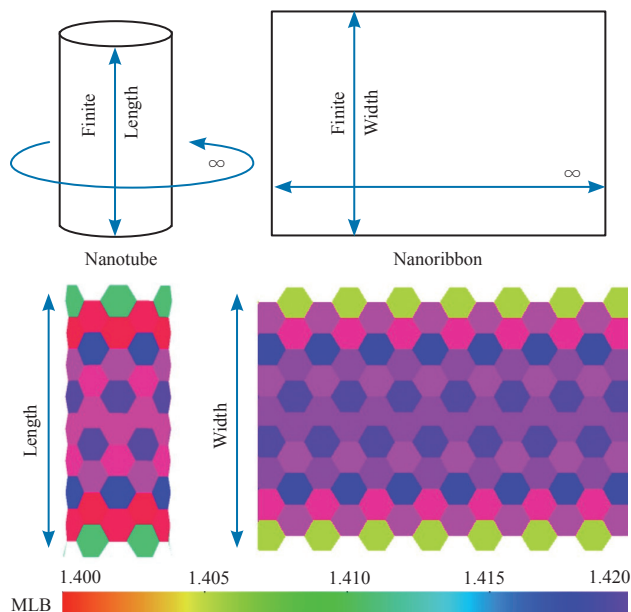 Finite
Length
∞
Nanotube
Finite
Width
∞
Nanoribbon
Length
Width
1.400
1.405
1.410
1.415
1.420
MLB